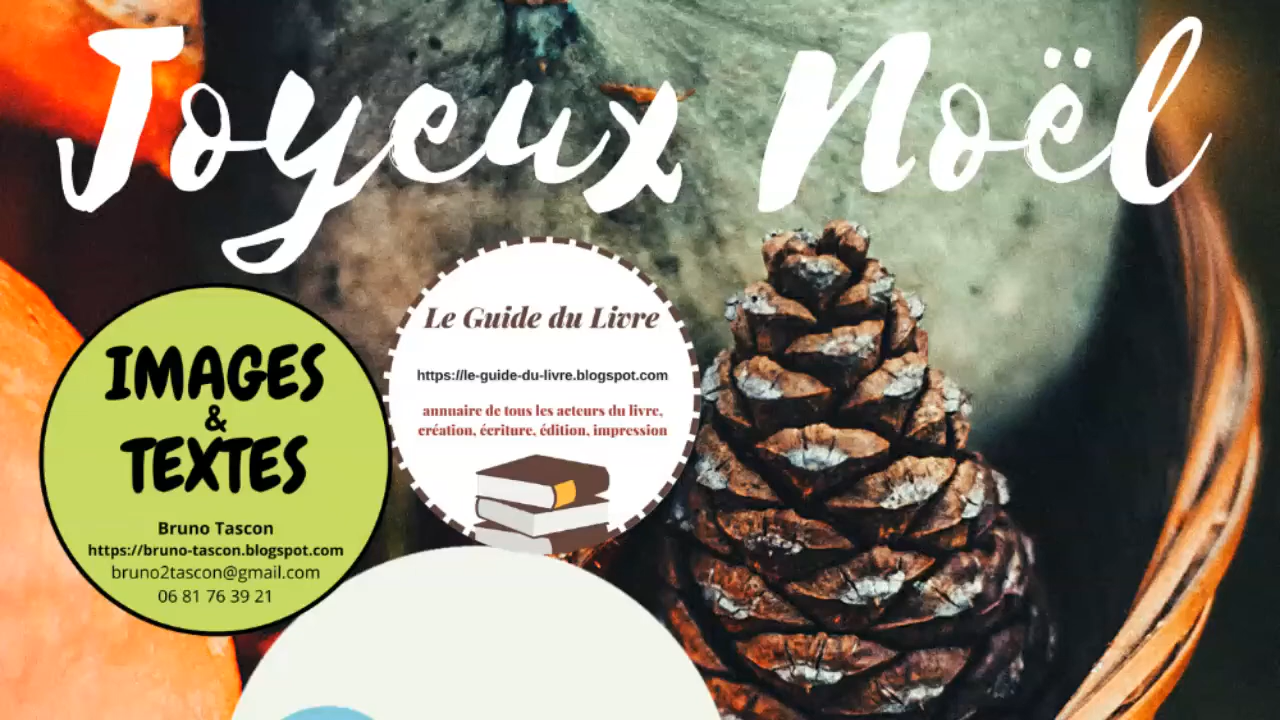 Joyeux Noël
IMAGES
&
TEXTES
Bruno Tascon
https://bruno-tascon.blogspot.com
bruno2tascon@gmail.com
06 81 76 39 21
Le Guide du Livre
https://le-guide-du-livre.blogspot.com
annuaire de tous les acteurs du livre,
création, écriture, édition, impression